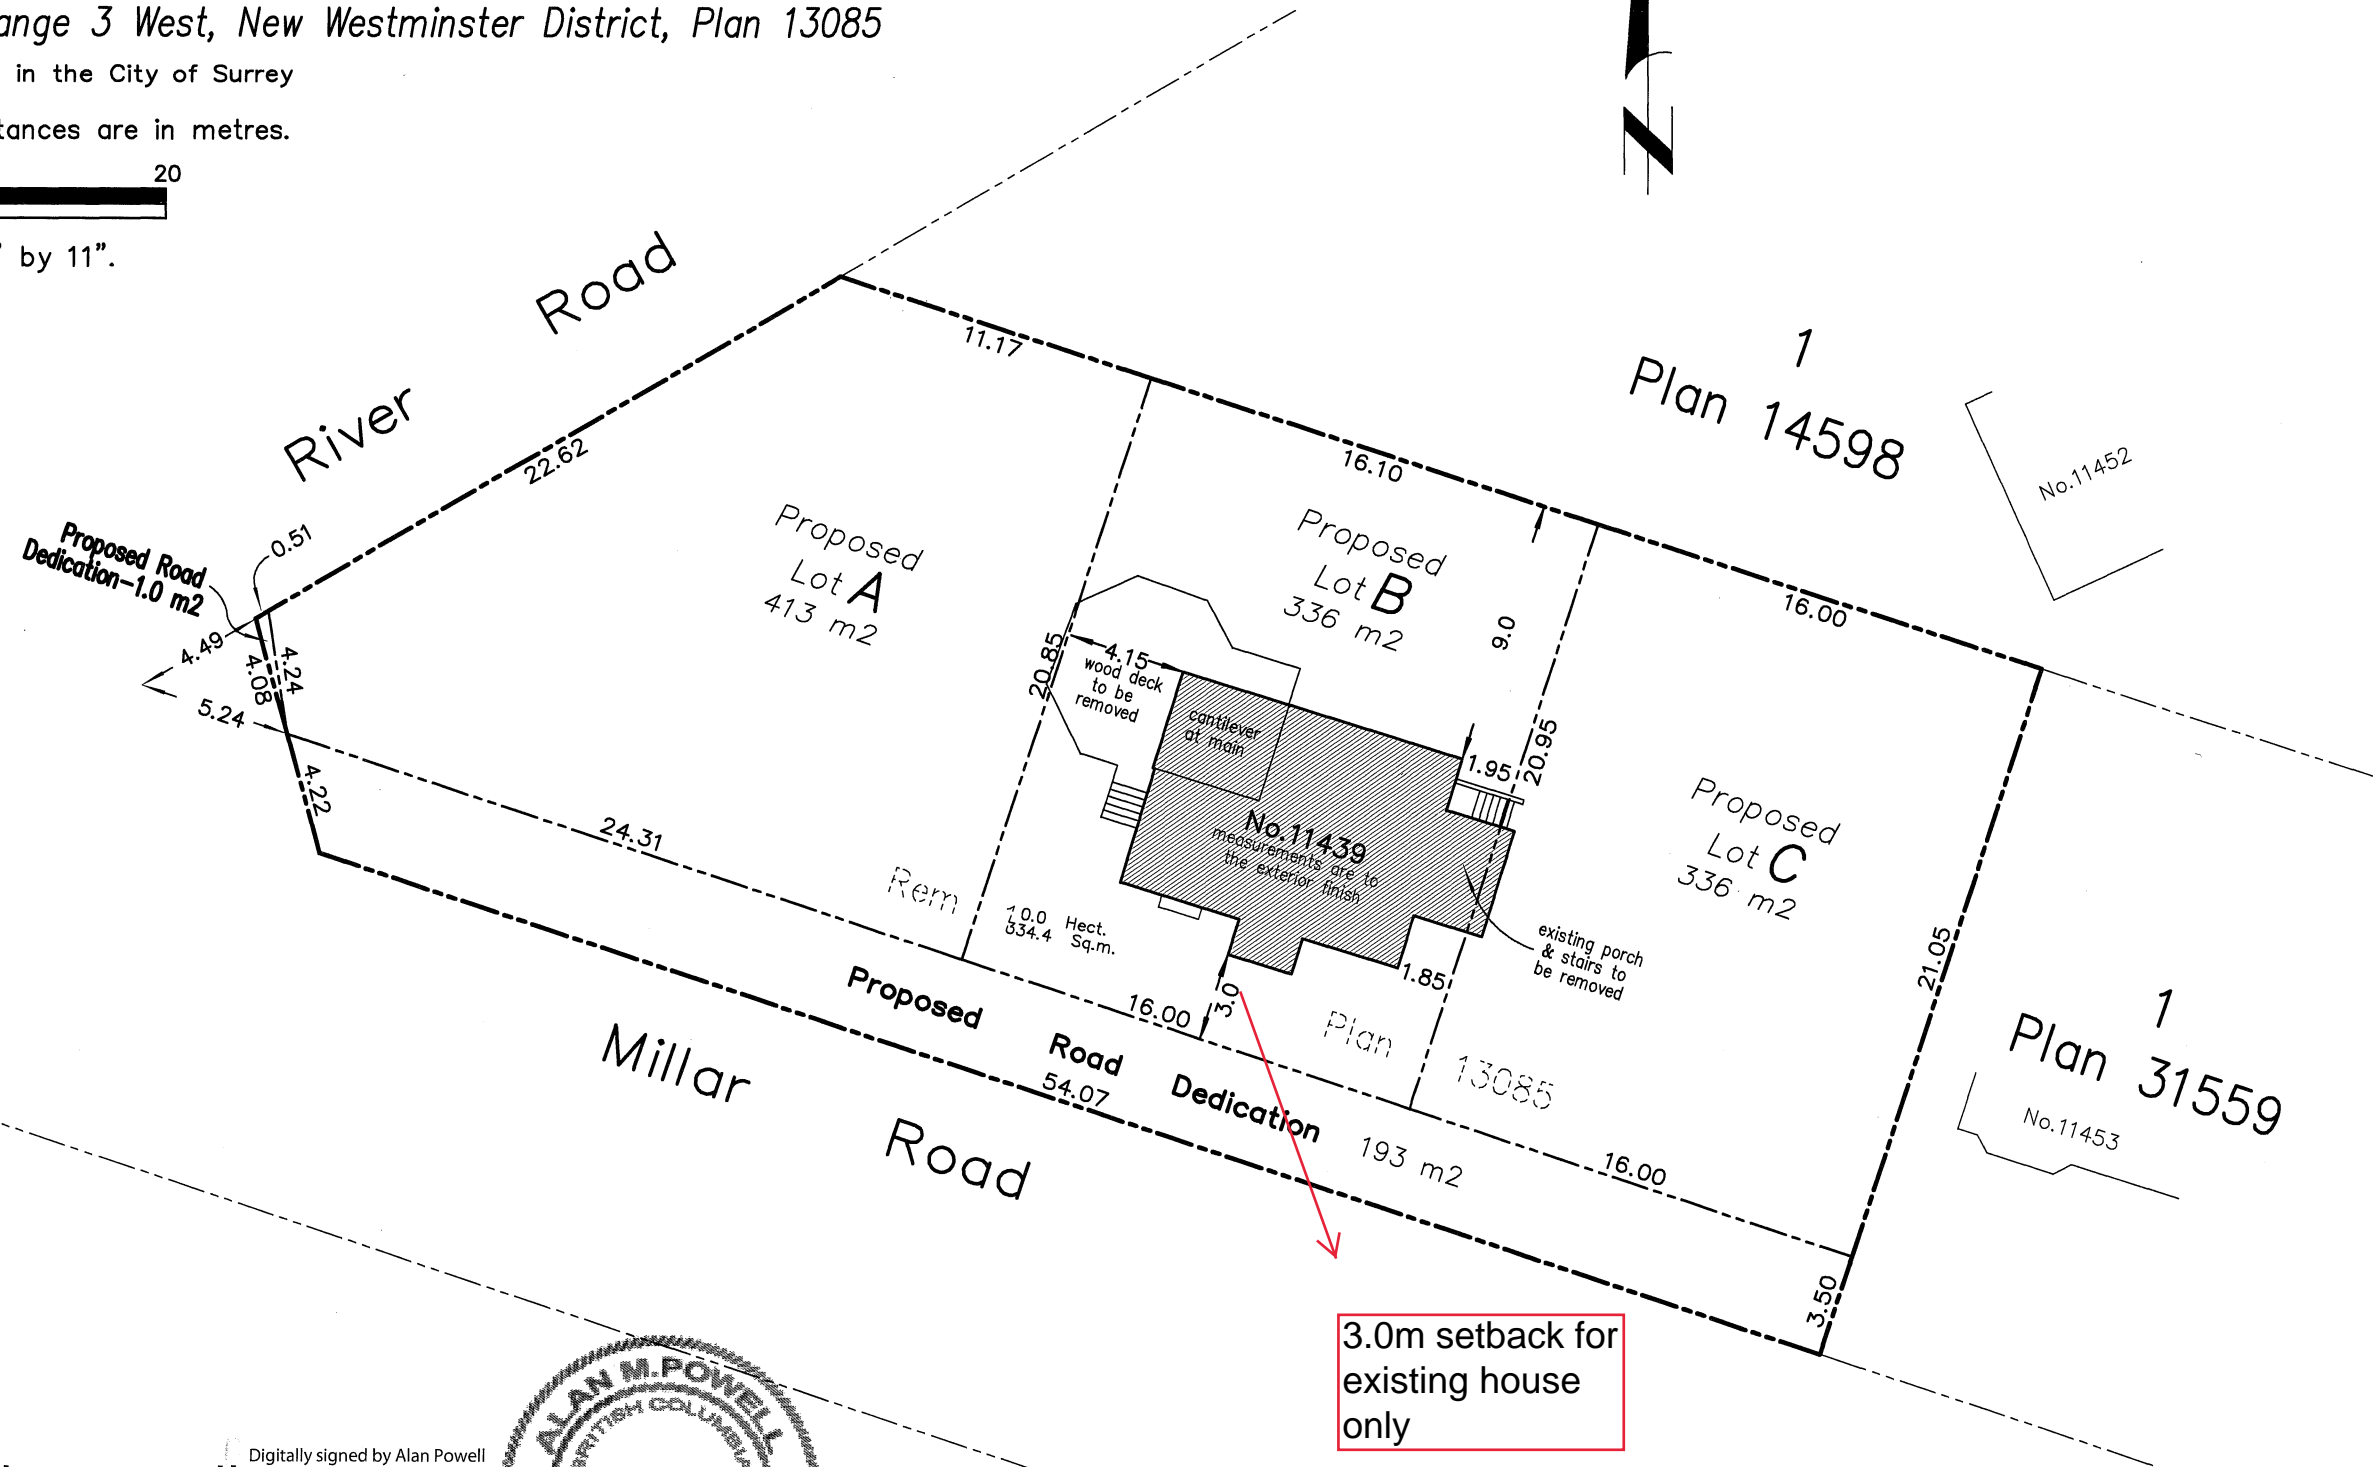 ange 3 West, New Westminster District, Plan 13085
in the City of Surrey
tances are in metres.
20
by 11".
River Road
11.17
22.62
16.10
16.00
1
Plan 14598
No.11452
Proposed Road
Dedication-1.0 m2
0.51
4.49
4.08
4.24
5.24
4.22
Proposed
Lot A
413 m2
Proposed
Lot B
336 m2
9.0
20.85
4.15
wood deck
to be
removed
cantilever
at main
1.95
20.95
No.11439
measurements are to
the exterior finish
Proposed
Lot C
336 m2
24.31
Rem
Hect.
334.4 Sq.m.
existing porch
& stairs to
be removed
1.85
3.0
16.00
Plan 13085
21.05
1
Plan 31559
No.11453
Proposed Road Dedication
193 m2
54.07
16.00
3.50
Millar Road
3.0m setback for
existing house
only
ALAN M.POWELL
BRITISH COLUMBIA
Digitally signed by Alan Powell